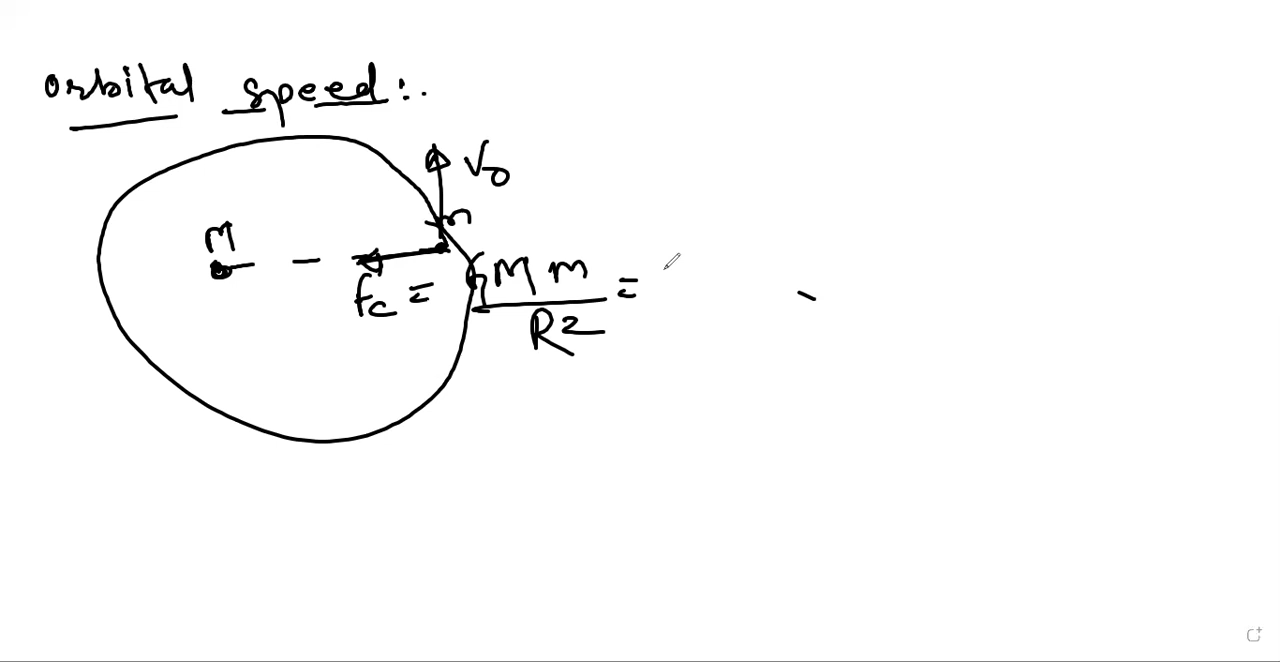 orbital speed:.
V0
m
M
fc = GMm/R2 =